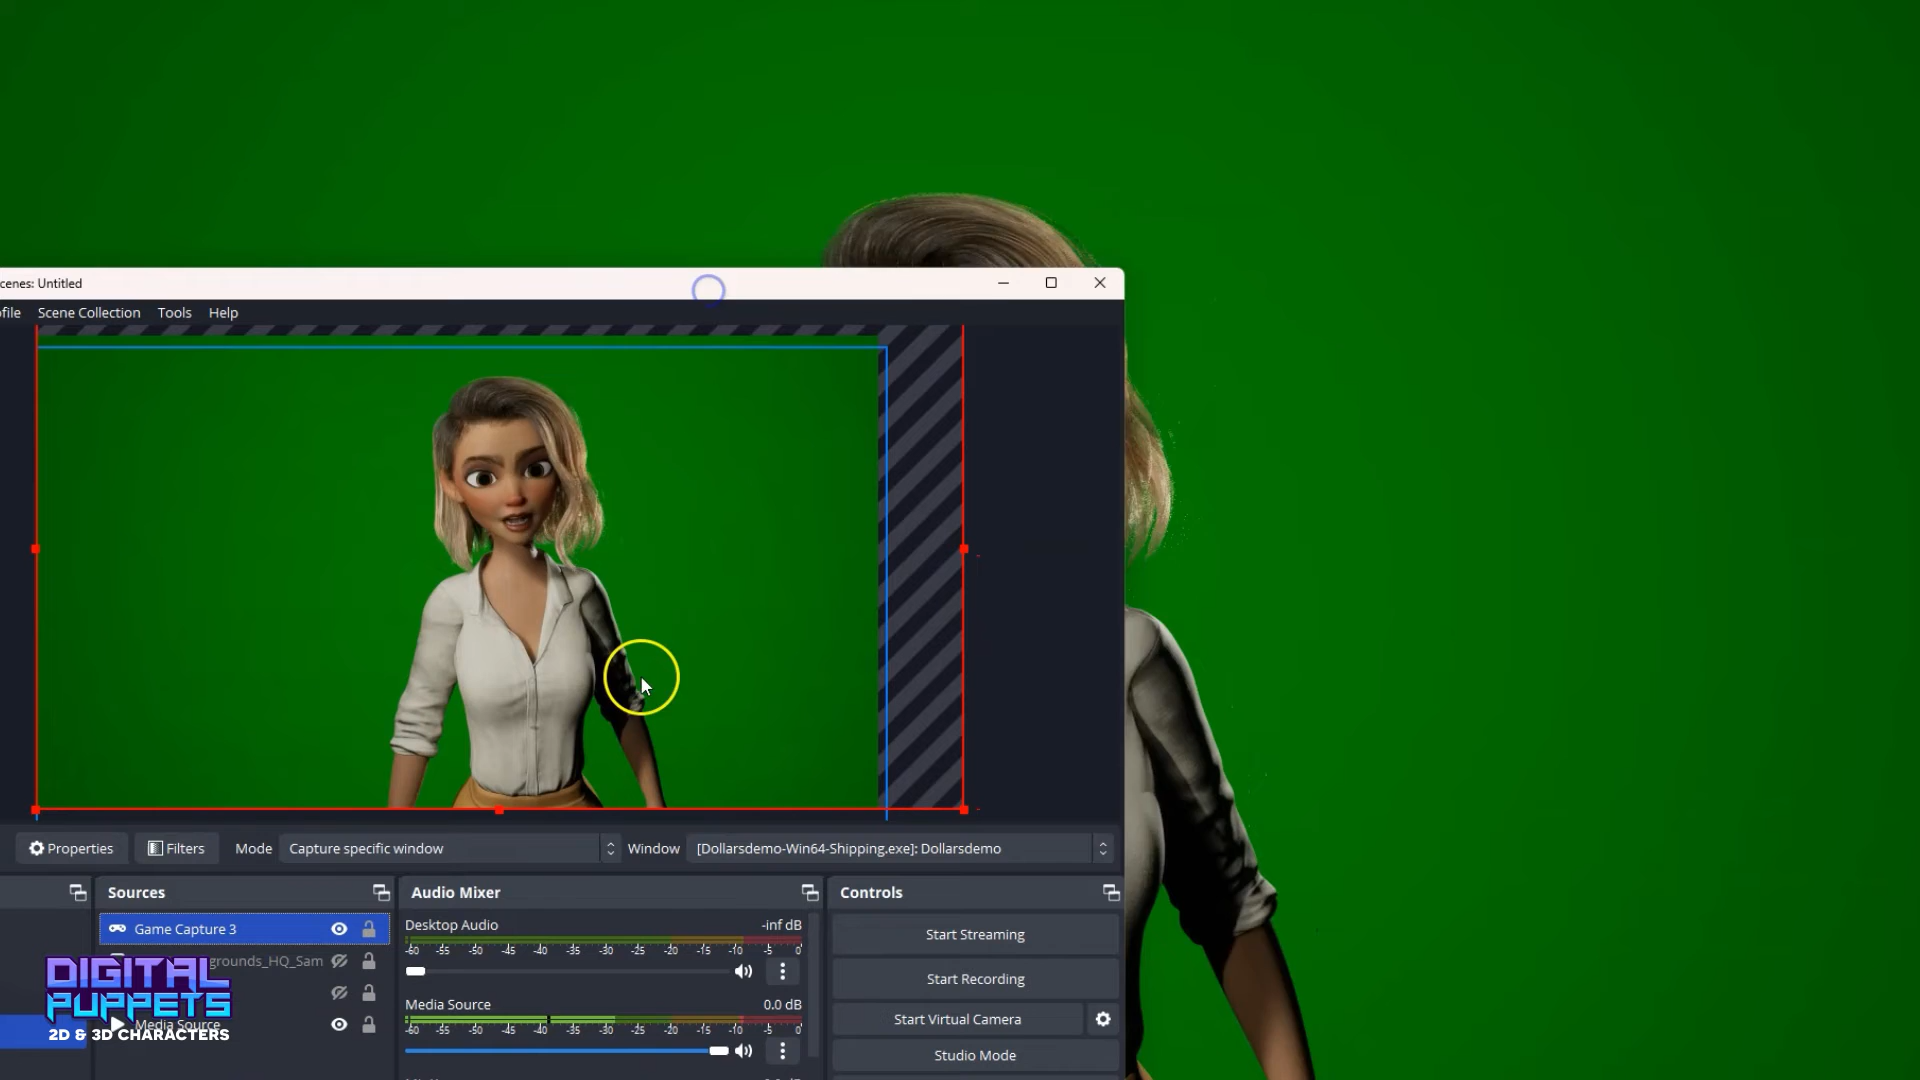 cenes: Untitled
ofile Scene Collection Tools Help
Properties Filters Mode Capture specific window Window [Dollarsdemo-Win64-Shipping.exe]: Dollarsdemo
Sources Audio Mixer Controls
Game Capture 3
grounds_HQ_Sam
Media Source
Desktop Audio -inf dB
-60 -55 -50 -45 -40 -35 -30 -25 -20 -15 -10 -5 0
Media Source 0.0 dB
-60 -55 -50 -45 -40 -35 -30 -25 -20 -15 -10 -5 0
Start Streaming
Start Recording
Start Virtual Camera
Studio Mode
DIGITAL
PUPPETS
2D & 3D CHARACTERS